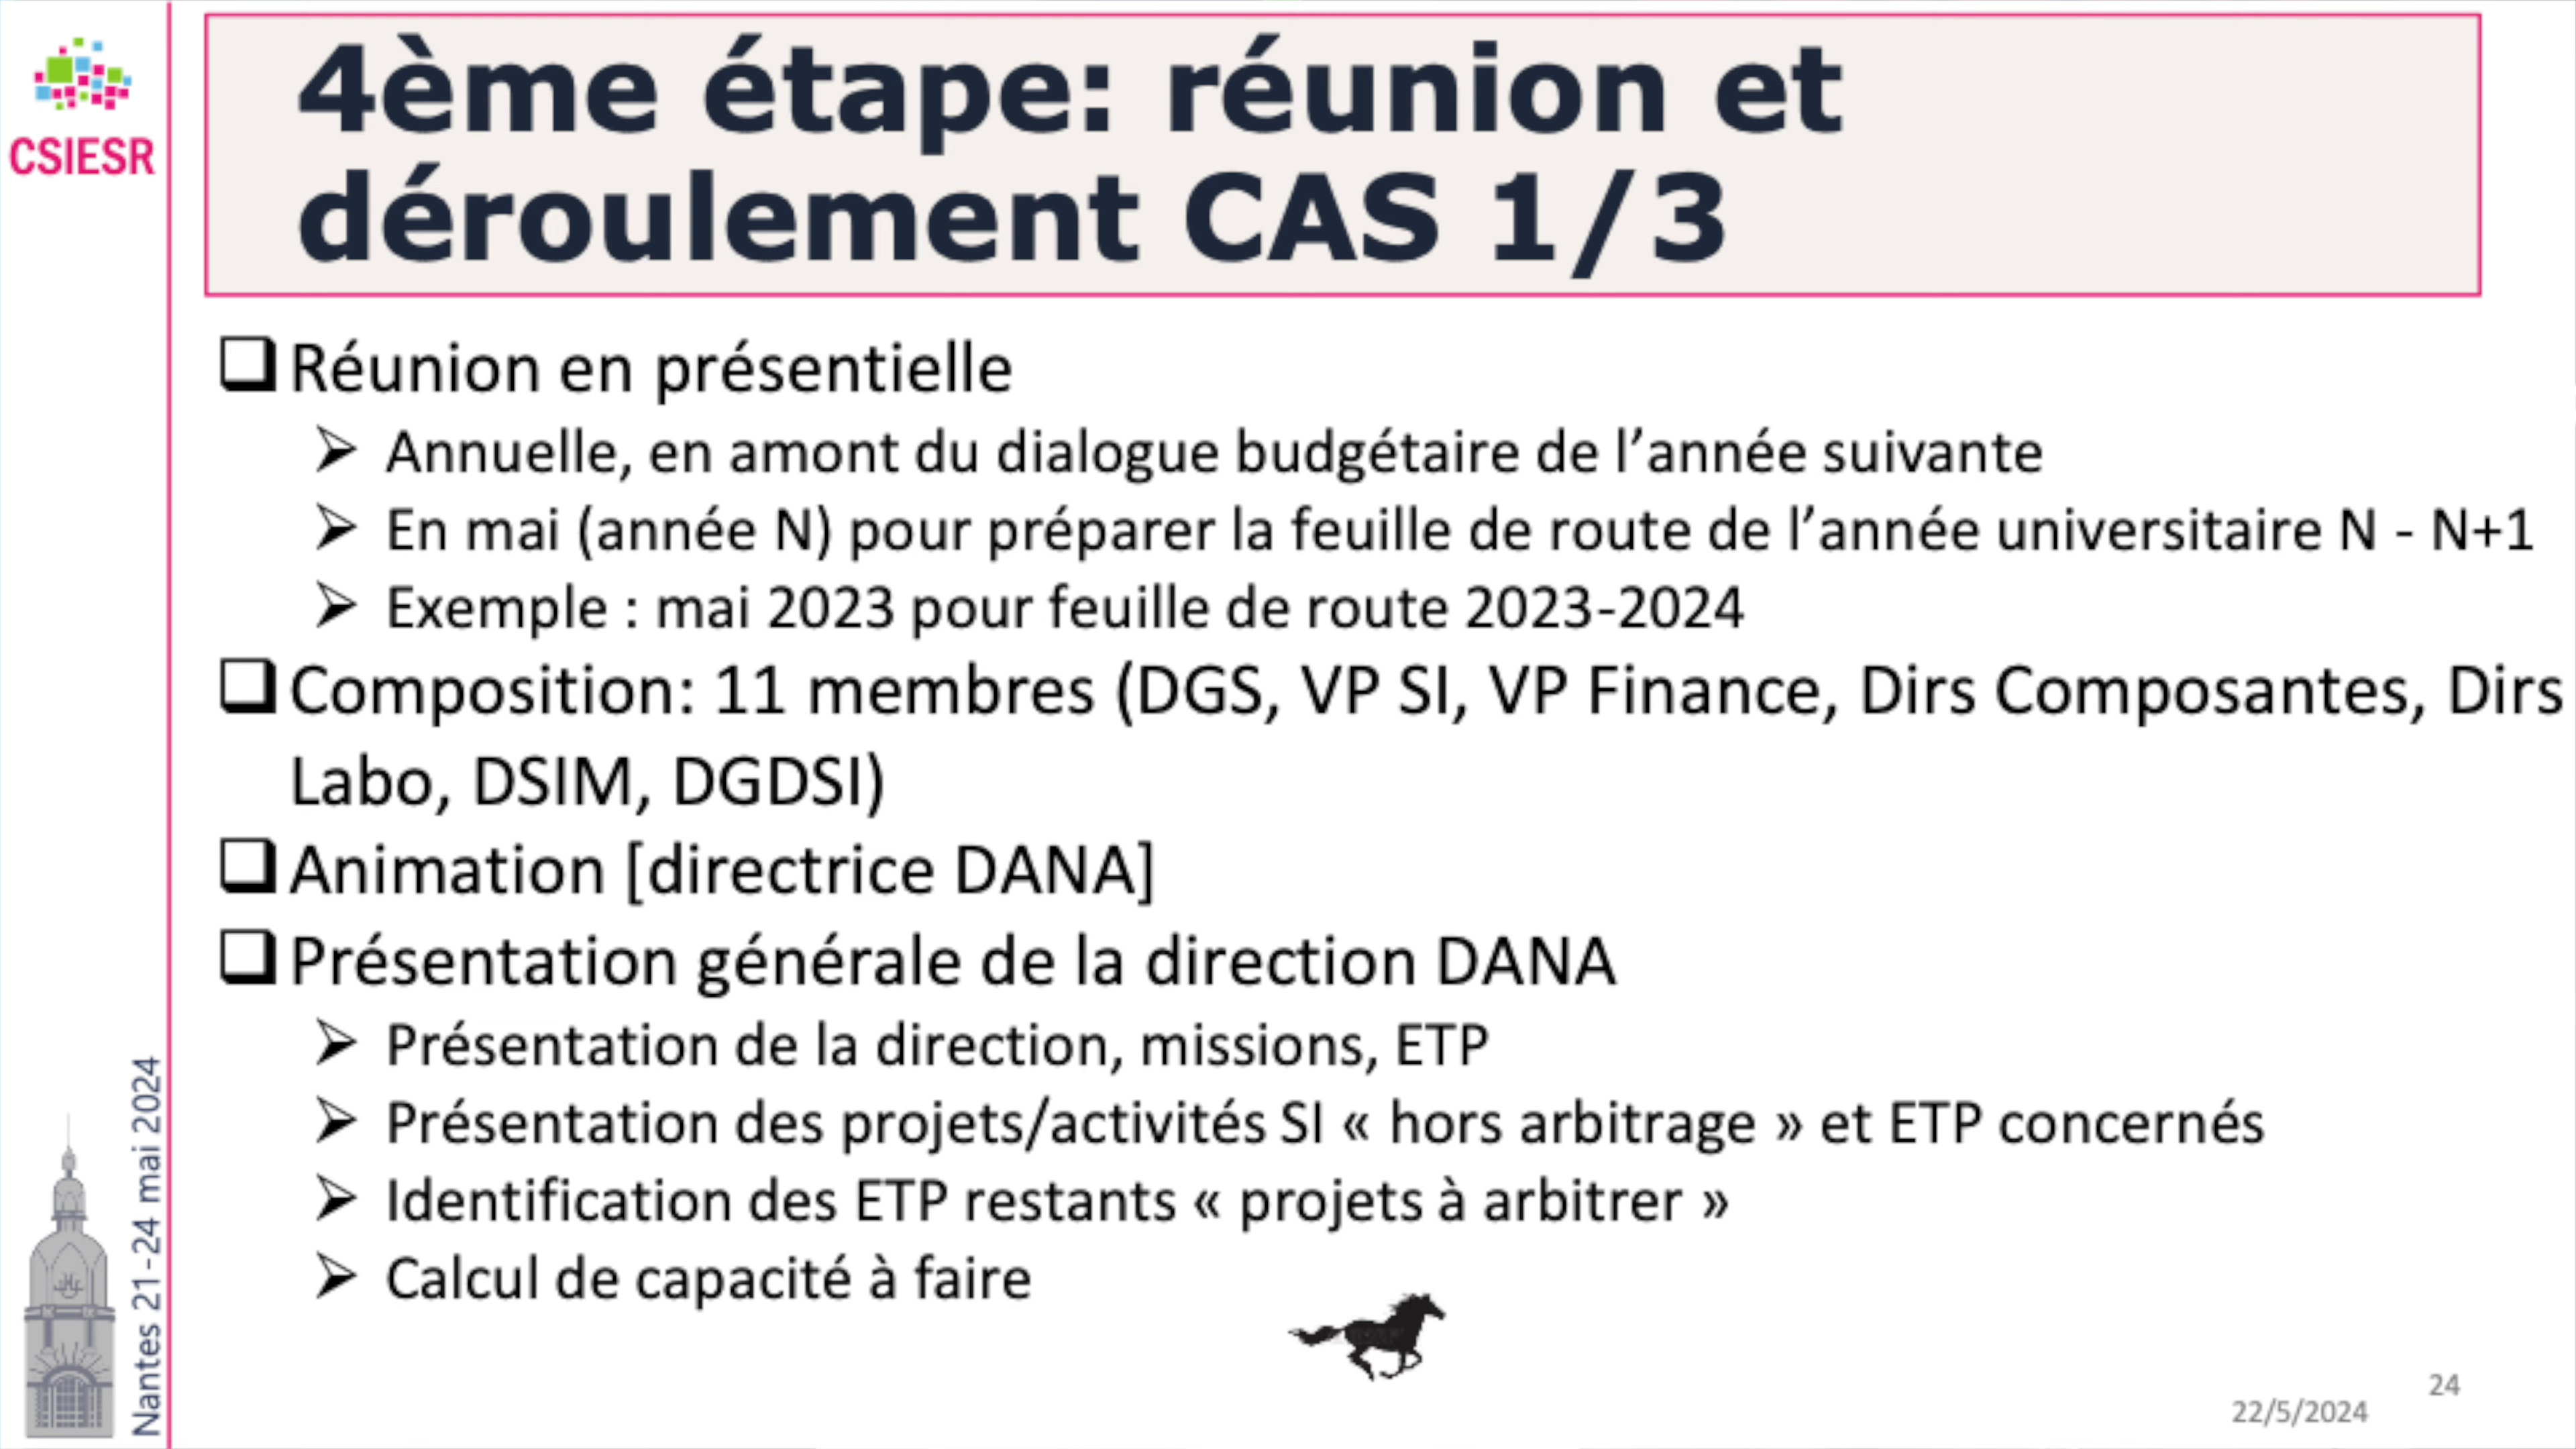 CSIESR
4ème étape: réunion et
déroulement CAS 1/3
Réunion en présentielle
Annuelle, en amont du dialogue budgétaire de l’année suivante
En mai (année N) pour préparer la feuille de route de l’année universitaire N - N+1
Exemple : mai 2023 pour feuille de route 2023-2024
Composition: 11 membres (DGS, VP SI, VP Finance, Dirs Composantes, Dirs
Labo, DSIM, DGDSI)
Animation [directrice DANA]
Présentation générale de la direction DANA
Présentation de la direction, missions, ETP
Présentation des projets/activités SI « hors arbitrage » et ETP concernés
Identification des ETP restants « projets à arbitrer »
Calcul de capacité à faire
Nantes 21-24 mai 2024
24
22/5/2024